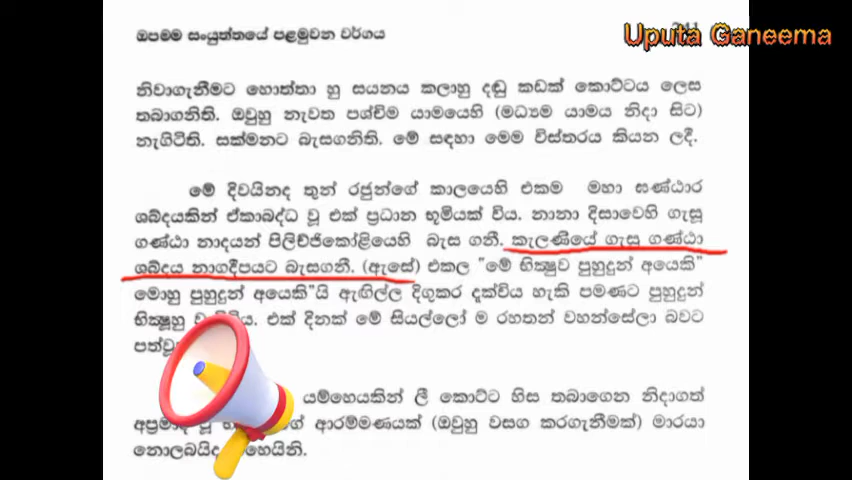 ඔපමම සංයුත්තයේ පළමුවන වර්ගය
Uputa Ganeema
නිවාගැනීමට හොත්තා හු සයනය කලාහු දඬු කඩක් කොට්ටය ලෙස
තබාගනිති. ඔවුහු නැවත පශ්චිම යාමයෙහි (මධ්‍යම යාමය නිදා සිට)
නැගිටිති. සක්මනට බැසගනිති. මේ සඳහා මෙම විස්තරය කියන ලදී.
මේ දිවයිනද තුන් රජුන්ගේ කාලයෙහි එකම මහා ඝණ්ඨාර
ශබ්දයකින් ඒකාබද්ධ වූ එක් ප්‍රධාන භූමියක් විය. නානා දිසාවෙහි ගැසූ
ගණ්ඨා නාදයන් පිලිච්ජිකෝළියෙහි බැස ගනී. කැලණියේ ගැසූ ගණ්ඨා
ශබ්දය නාගදීපයට බැසගනී. (ඇසේ) එකල "මේ භික්‍ෂුව පුහුදුන් අයෙකි"
මොහු පුහුදුන් අයෙකි"යි ඇඟිල්ල දිගුකර දැක්විය හැකි පමණට පුහුදුන්
භික්‍ෂූහු. එක් දිනක් මේ සියල්ලෝ ම රහතන් වහන්සේලා බවට
යම්හෙයකින් ලී කොට්ට හිස තබාගෙන නිදාගත්
අප්‍රමාද වූ ආරම්මණයක් (ඔවුහු වසග කරගැනීමක්) මාරයා
නොලබයිද